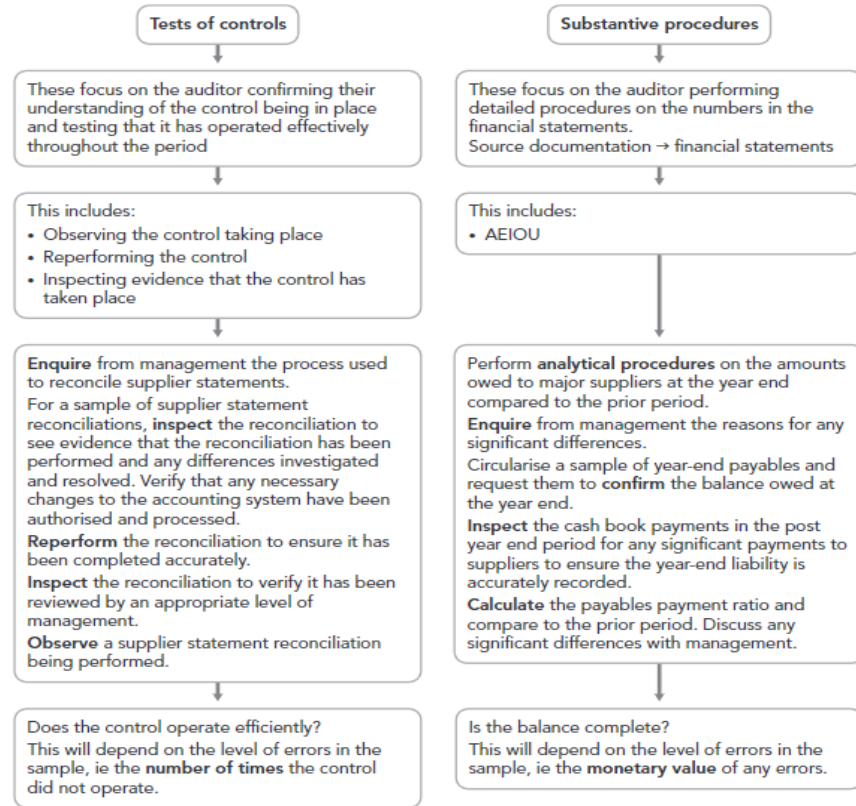 Tests of controls
These focus on the auditor confirming their
understanding of the control being in place
and testing that it has operated effectively
throughout the period
This includes:
• Observing the control taking place
• Reperforming the control
• Inspecting evidence that the control has
taken place
Enquire from management the process used
to reconcile supplier statements.
For a sample of supplier statement
reconciliations, inspect the reconciliation to
see evidence that the reconciliation has been
performed and any differences investigated
and resolved. Verify that any necessary
changes to the accounting system have been
authorised and processed.
Reperform the reconciliation to ensure it has
been completed accurately.
Inspect the reconciliation to verify it has been
reviewed by an appropriate level of
management.
Observe a supplier statement reconciliation
being performed.
Does the control operate efficiently?
This will depend on the level of errors in the
sample, ie the number of times the control
did not operate.
Substantive procedures
These focus on the auditor performing
detailed procedures on the numbers in the
financial statements.
Source documentation → financial statements
This includes:
• AEIOU
Perform analytical procedures on the amounts
owed to major suppliers at the year end
compared to the prior period.
Enquire from management the reasons for any
significant differences.
Circularise a sample of year-end payables and
request them to confirm the balance owed at
the year end.
Inspect the cash book payments in the post
year end period for any significant payments to
suppliers to ensure the year-end liability is
accurately recorded.
Calculate the payables payment ratio and
compare to the prior period. Discuss any
significant differences with management.
Is the balance complete?
This will depend on the level of errors in the
sample, ie the monetary value of any errors.